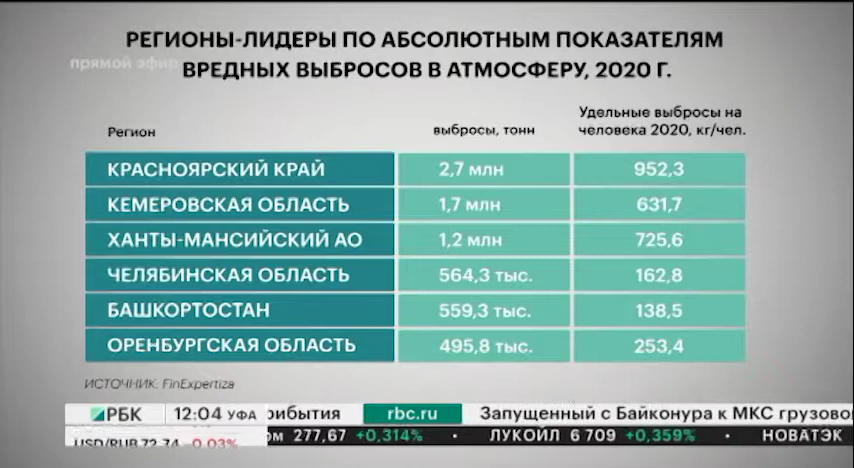 РЕГИОНЫ-ЛИДЕРЫ ПО АБСОЛЮТНЫМ ПОКАЗАТЕЛЯМ
прямой эфир
ВРЕДНЫХ ВЫБРОСОВ В АТМОСФЕРУ, 2020 Г.
Регион выбросы, тонн Удельные выбросы на
человека 2020, кг/чел.
КРАСНОЯРСКИЙ КРАЙ 2,7 млн 952,3
КЕМЕРОВСКАЯ ОБЛАСТЬ 1,7 млн 631,7
ХАНТЫ-МАНСИЙСКИЙ АО 1,2 млн 725,6
ЧЕЛЯБИНСКАЯ ОБЛАСТЬ 564,3 тыс. 162,8
БАШКОРТОСТАН 559,3 тыс. 138,5
ОРЕНБУРГСКАЯ ОБЛАСТЬ 495,8 тыс. 253,4
ИСТОЧНИК: FinExpertiza
РБК 12:04 УФА рибытия rbc.ru Запущенный с Байконура к МКС грузово
USD/RUB 72,74 -0,03% ом 277,67 +0,314% · ЛУКОЙЛ 6 709 +0,359% · НОВАТЭК